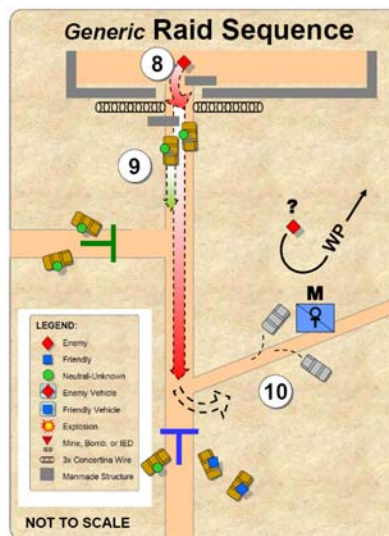 Generic Raid Sequence
8
9
?
WP
M
10
LEGEND:
Enemy
Friendly
Neutral-Unknown
Enemy Vehicle
Friendly Vehicle
Explosion
IED Mine, Bomb, or IED
3x Concertina Wire
Manmade Structure
NOT TO SCALE